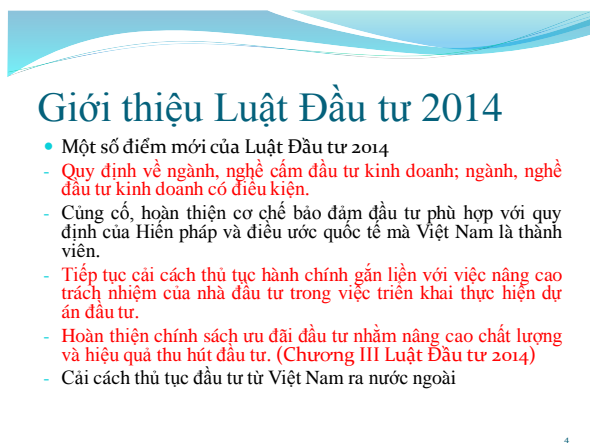 Giới thiệu Luật Đầu tư 2014
• Một số điểm mới của Luật Đầu tư 2014
- Quy định về ngành, nghề cấm đầu tư kinh doanh; ngành, nghề
đầu tư kinh doanh có điều kiện.
- Củng cố, hoàn thiện cơ chế bảo đảm đầu tư phù hợp với quy
định của Hiến pháp và điều ước quốc tế mà Việt Nam là thành
viên.
- Tiếp tục cải cách thủ tục hành chính gắn liền với việc nâng cao
trách nhiệm của nhà đầu tư trong việc triển khai thực hiện dự
án đầu tư.
- Hoàn thiện chính sách ưu đãi đầu tư nhằm nâng cao chất lượng
và hiệu quả thu hút đầu tư. (Chương III Luật Đầu tư 2014)
- Cải cách thủ tục đầu tư từ Việt Nam ra nước ngoài
4